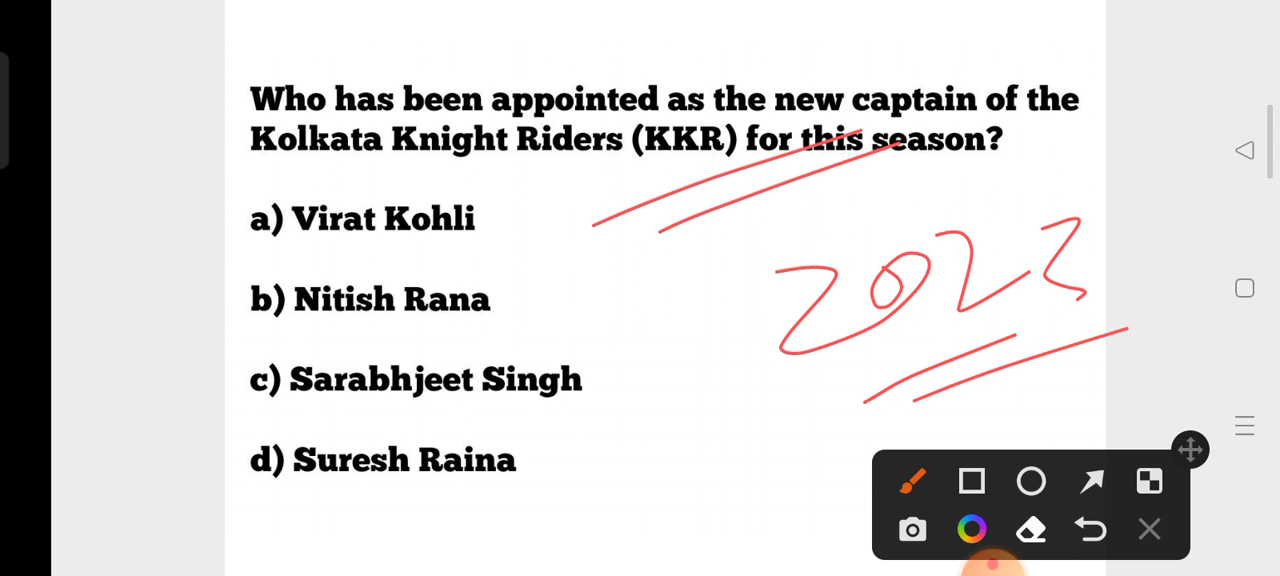 Who has been appointed as the new captain of the
Kolkata Knight Riders (KKR) for this season?
a) Virat Kohli
2023
b) Nitish Rana
c) Sarabhjeet Singh
d) Suresh Raina